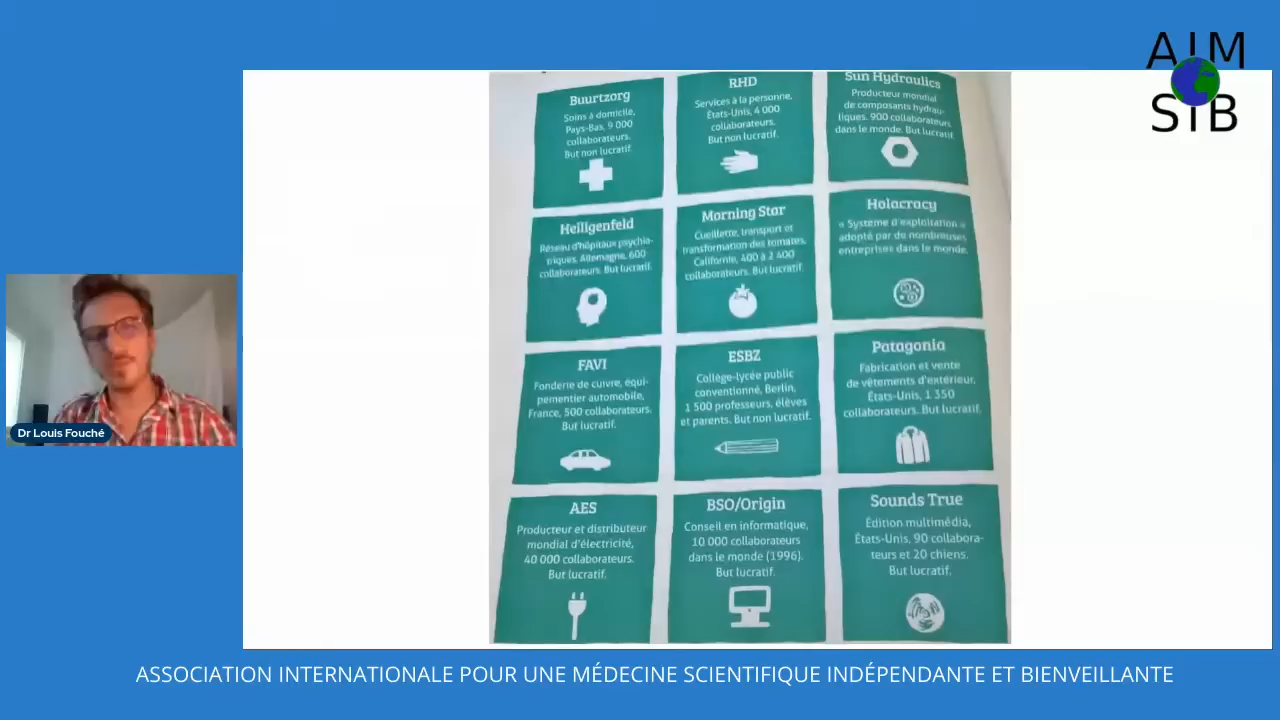 AIM
SIB
Buurtzorg
Soins à domicile,
Pays-Bas, 9 000
collaborateurs.
But non lucratif.
RHD
Services à la personne,
États-Unis, 4 000
collaborateurs.
But non lucratif.
Sun Hydraulics
Producteur mondial
de composants hydrau-
liques. 900 collaborateurs
dans le monde. But lucratif.
Heiligenfeld
Réseau d'hôpitaux psychia-
triques, Allemagne, 600
collaborateurs. But lucratif.
Morning Star
Cueillette, transport et
transformation des tomates,
Californie, 400 à 2 400
collaborateurs. But lucratif.
Holacracy
« Système d'exploitation »
adopté par de nombreuses
entreprises dans le monde.
FAVI
Fonderie de cuivre, équi-
pementier automobile,
France, 500 collaborateurs.
But lucratif.
ESBZ
Collège-lycée public
conventionné, Berlin,
1 500 professeurs, élèves
et parents. But non lucratif.
Patagonia
Fabrication et vente
de vêtements d'extérieur,
États-Unis, 1 350
collaborateurs. But lucratif.
AES
Producteur et distributeur
mondial d'électricité,
40 000 collaborateurs.
But lucratif.
BSO/Origin
Conseil en informatique,
10 000 collaborateurs
dans le monde (1996).
But lucratif.
Sounds True
Édition multimédia,
États-Unis, 90 collabora-
teurs et 20 chiens.
But lucratif.
Dr Louis Fouché
ASSOCIATION INTERNATIONALE POUR UNE MÉDECINE SCIENTIFIQUE INDÉPENDANTE ET BIENVEILLANTE